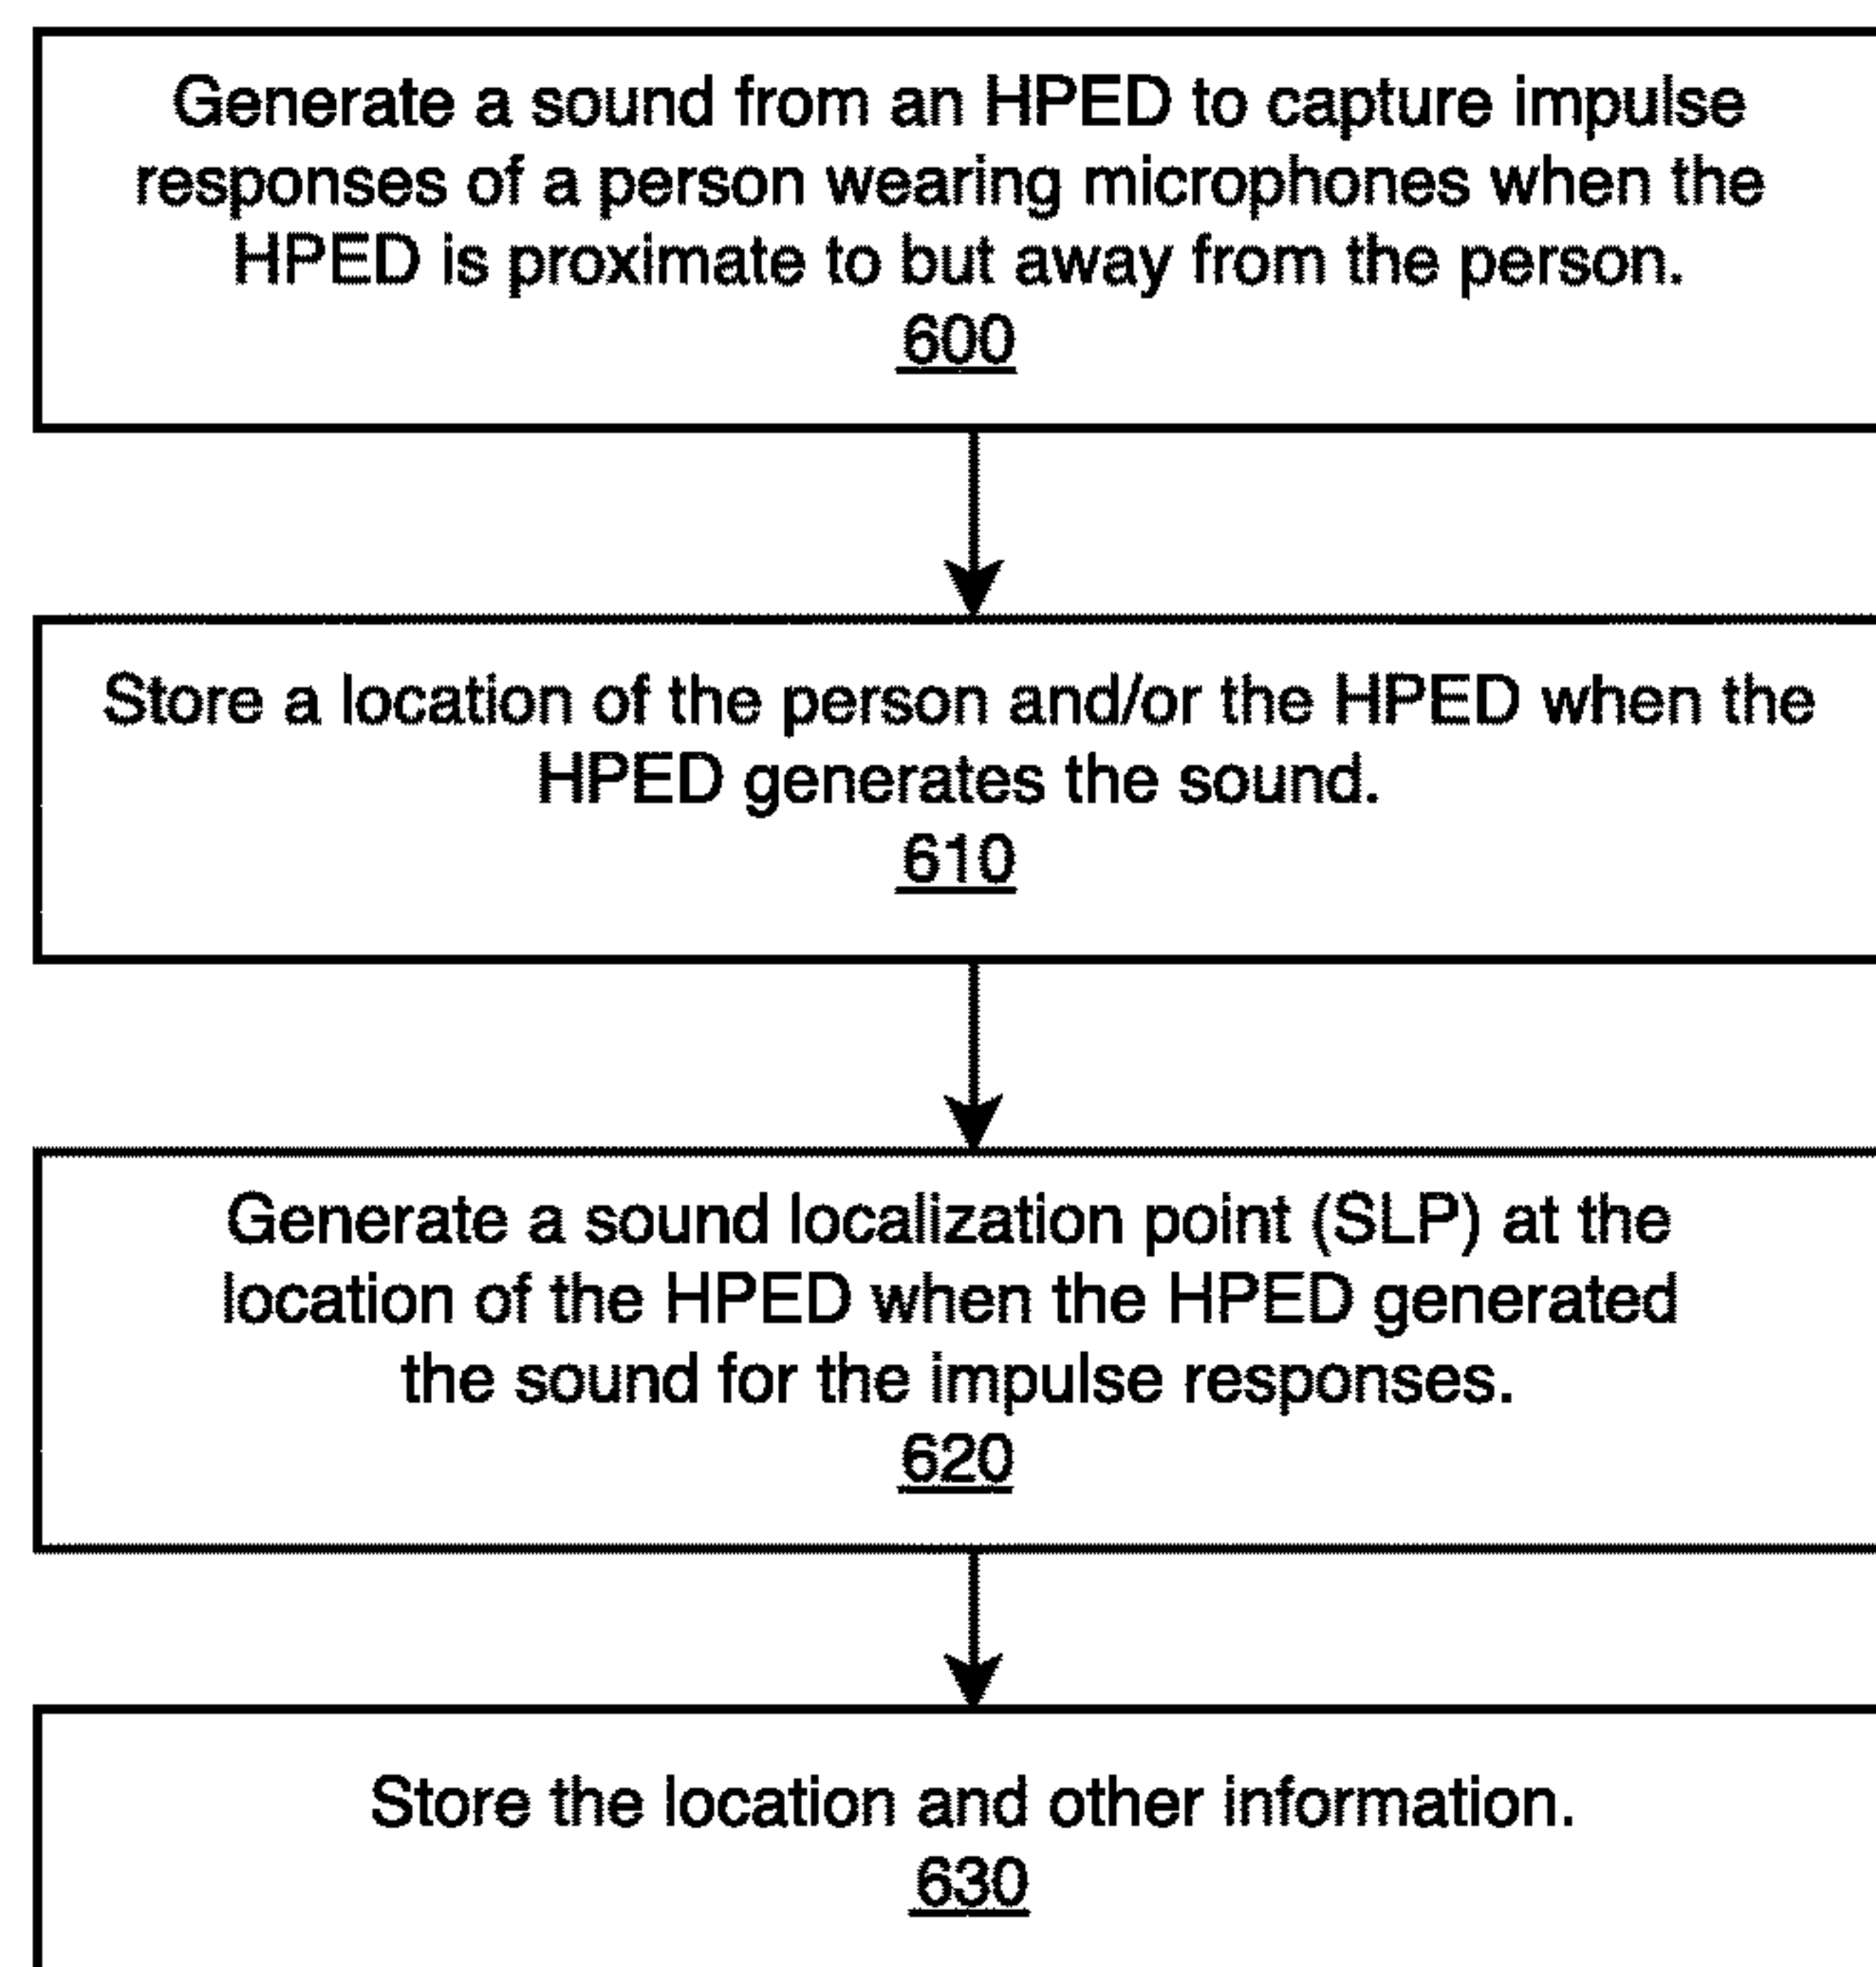 Generate a sound from an HPED to capture impulse
responses of a person wearing microphones when the
HPED is proximate to but away from the person.
600
Store a location of the person and/or the HPED when the
HPED generates the sound.
610
Generate a sound localization point (SLP) at the
location of the HPED when the HPED generated
the sound for the impulse responses.
620
Store the location and other information.
630